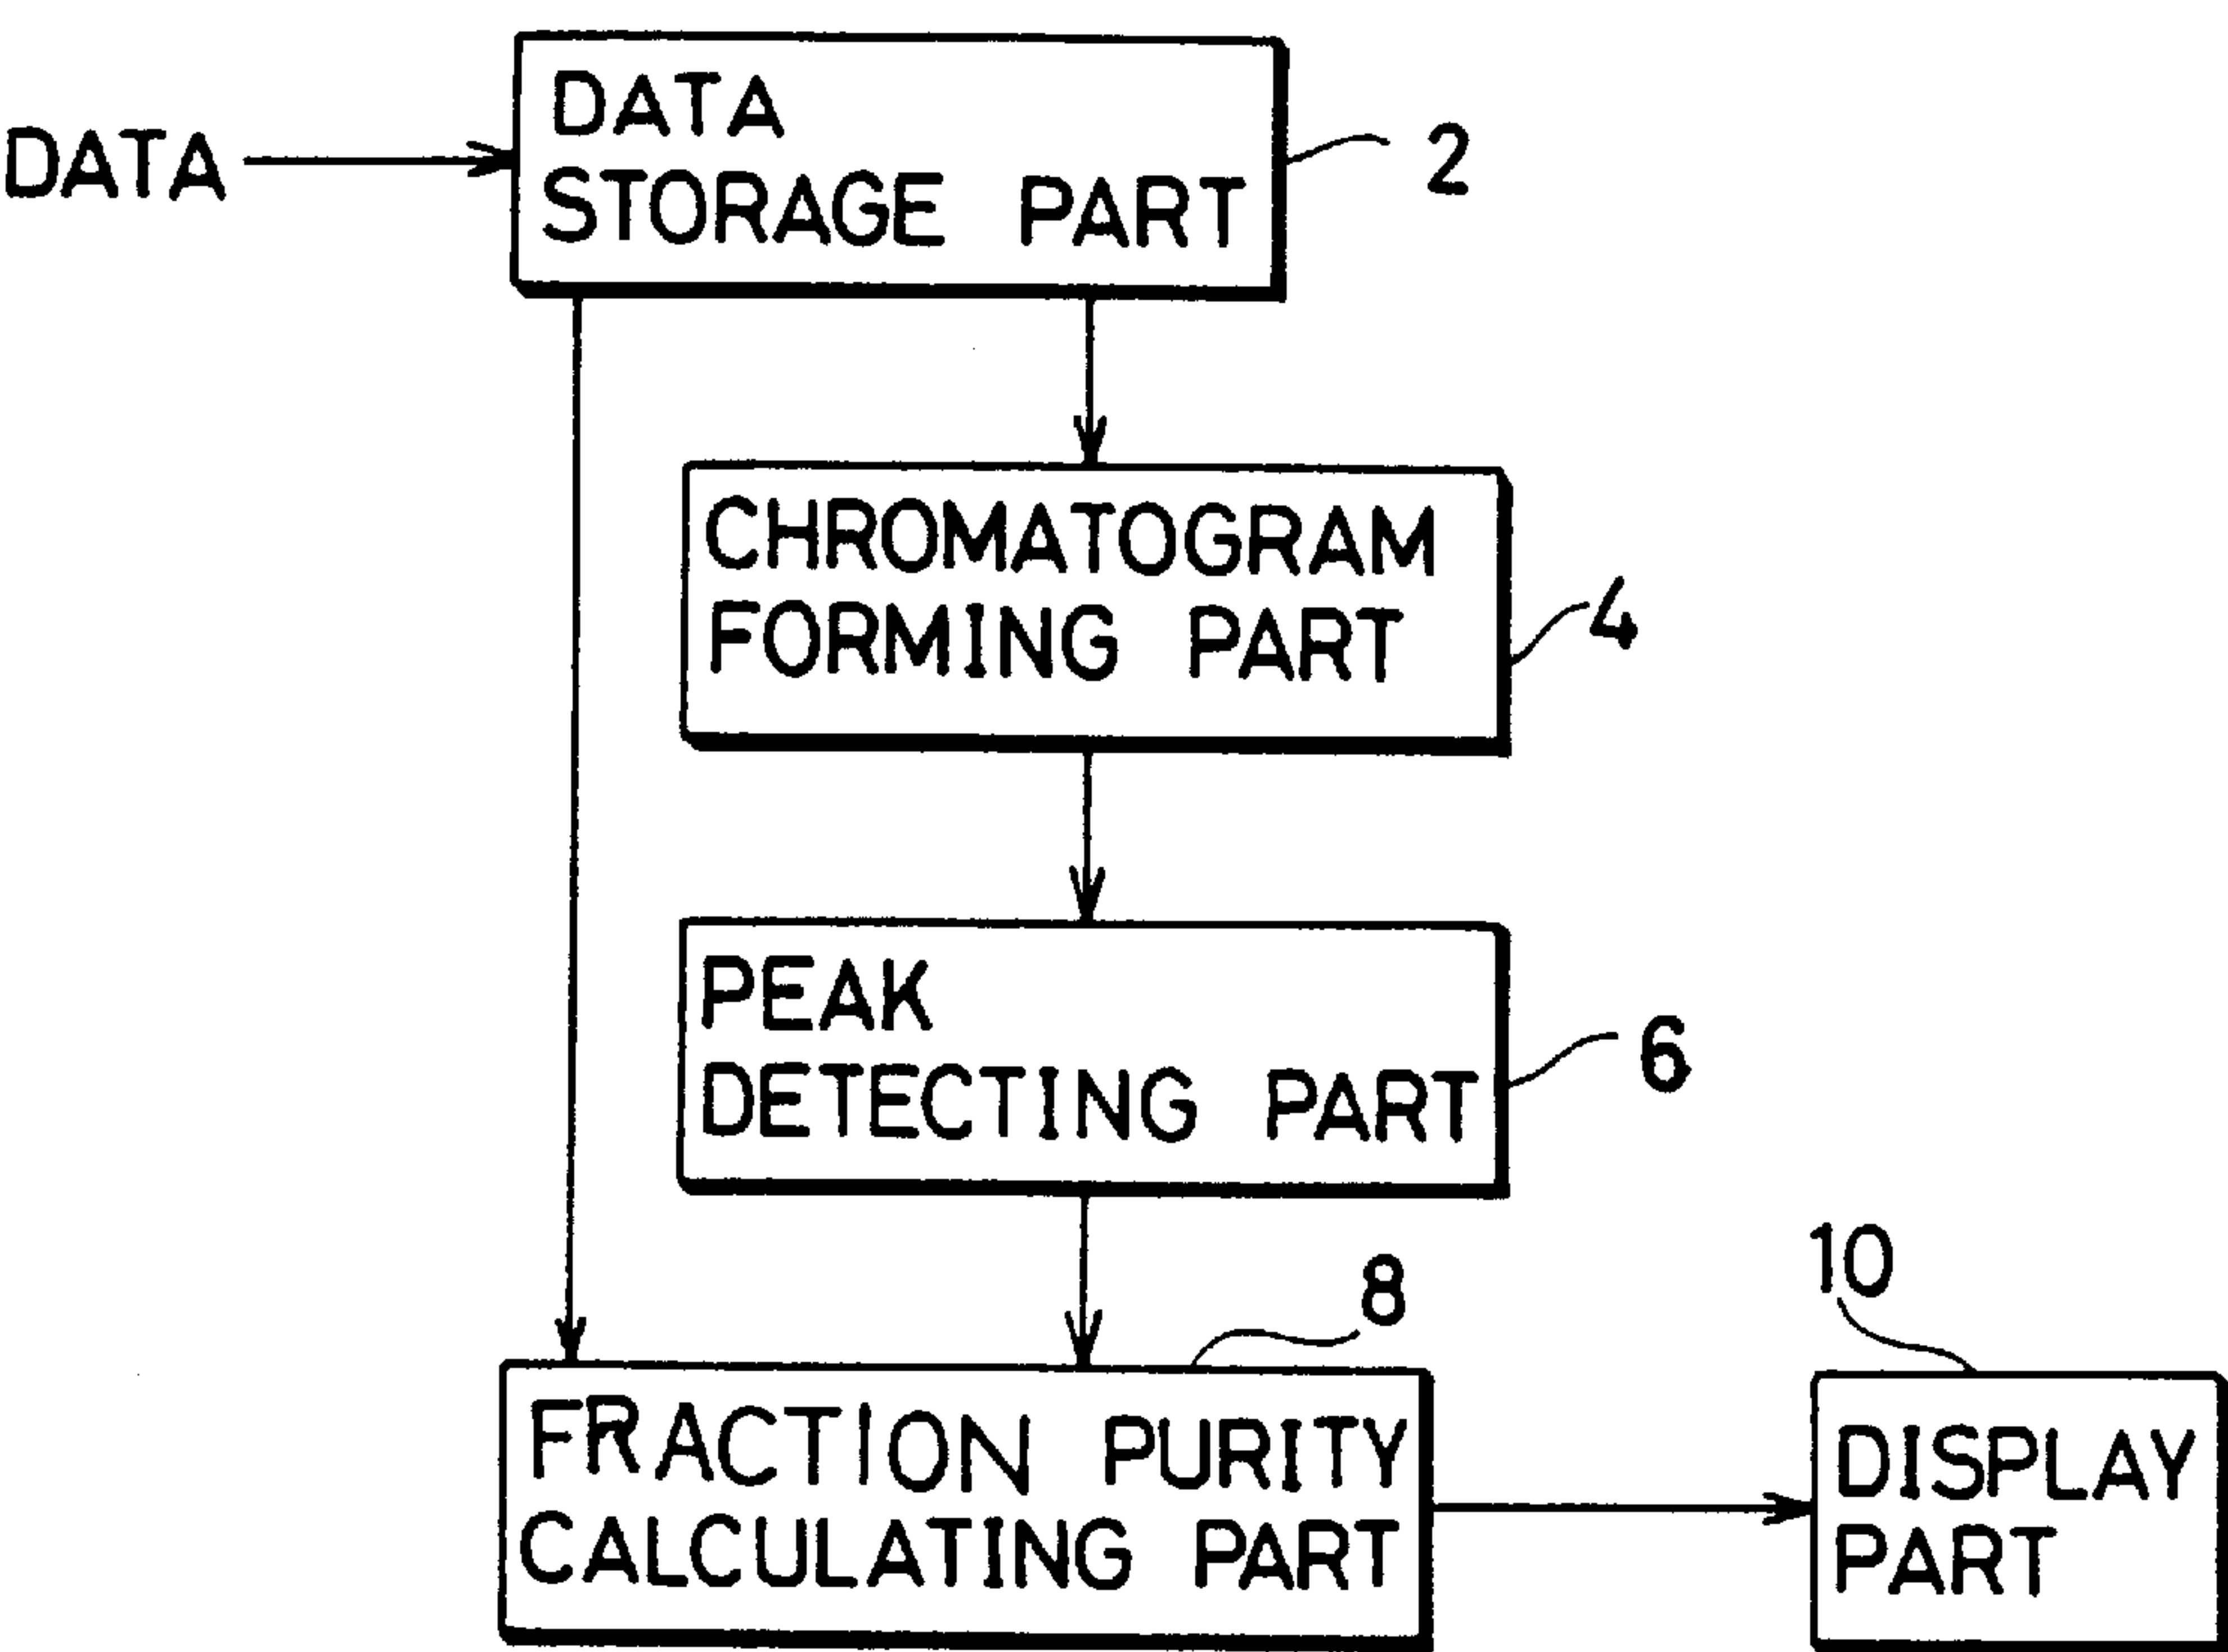 DATA
DATA
STORAGE PART
2
CHROMATOGRAM
FORMING PART
4
PEAK
DETECTING PART
6
8
10
FRACTION PURITY
CALCULATING PART
DISPLAY
PART